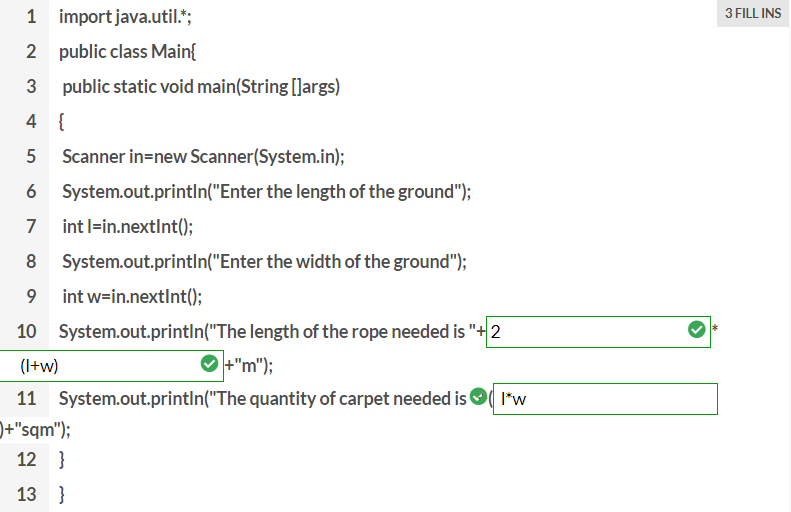 3 FILL INS
1 import java.util.*;
2 public class Main{
3 public static void main(String []args)
4 {
5 Scanner in=new Scanner(System.in);
6 System.out.println("Enter the length of the ground");
7 int l=in.nextInt();
8 System.out.println("Enter the width of the ground");
9 int w=in.nextInt();
10 System.out.println("The length of the rope needed is "+ 2 *
(l+w) +"m");
11 System.out.println("The quantity of carpet needed is ( l*w
)+"sqm");
12 }
13 }